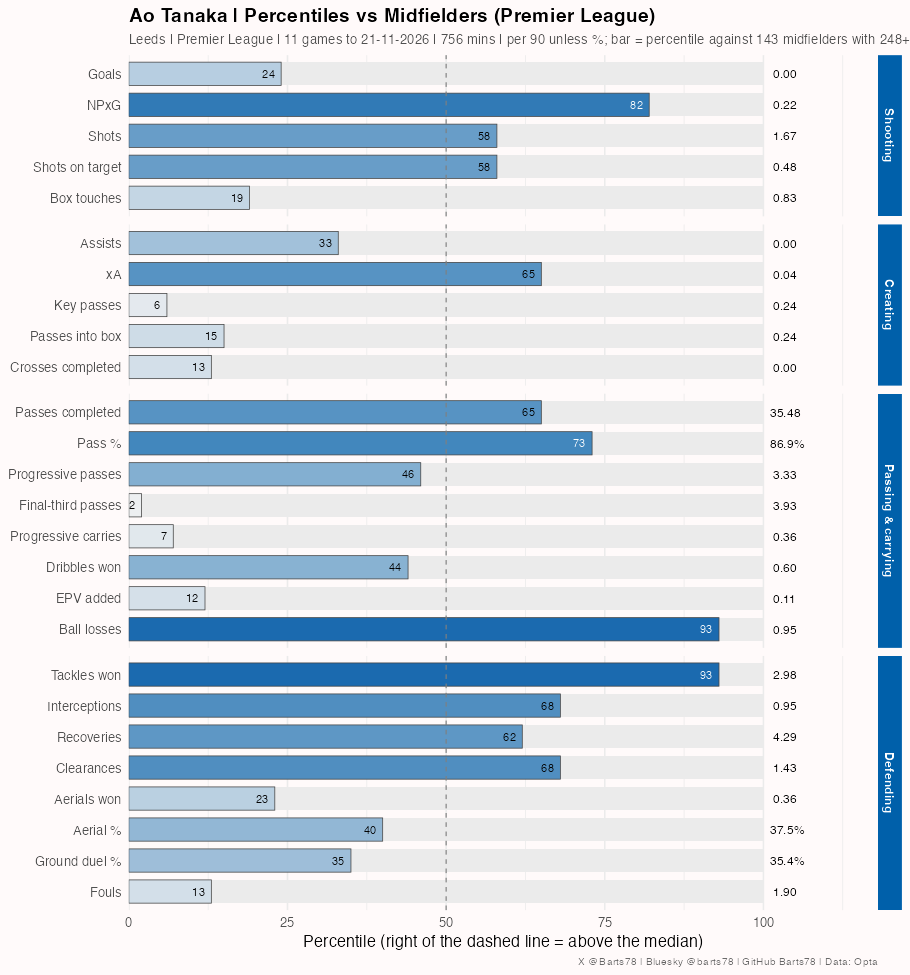 Ao Tanaka | Percentiles vs Midfielders (Premier League)
Leeds | Premier League | 11 games to 21-11-2026 | 756 mins | per 90 unless %; bar = percentile against 143 midfielders with 248+
Goals 24 0.00
NPxG 82 0.22
Shots 58 1.67
Shots on target 58 0.48
Box touches 19 0.83
Shooting
Assists 33 0.00
xA 65 0.04
Key passes 6 0.24
Passes into box 15 0.24
Crosses completed 13 0.00
Creating
Passes completed 65 35.48
Pass % 73 86.9%
Progressive passes 46 3.33
Final-third passes 2 3.93
Progressive carries 7 0.36
Dribbles won 44 0.60
EPV added 12 0.11
Ball losses 93 0.95
Passing & carrying
Tackles won 93 2.98
Interceptions 68 0.95
Recoveries 62 4.29
Clearances 68 1.43
Aerials won 23 0.36
Aerial % 40 37.5%
Ground duel % 35 35.4%
Fouls 13 1.90
Defending
0 25 50 75 100
Percentile (right of the dashed line = above the median)
X @Barts78 | Bluesky @barts78 | GitHub Barts78 | Data: Opta